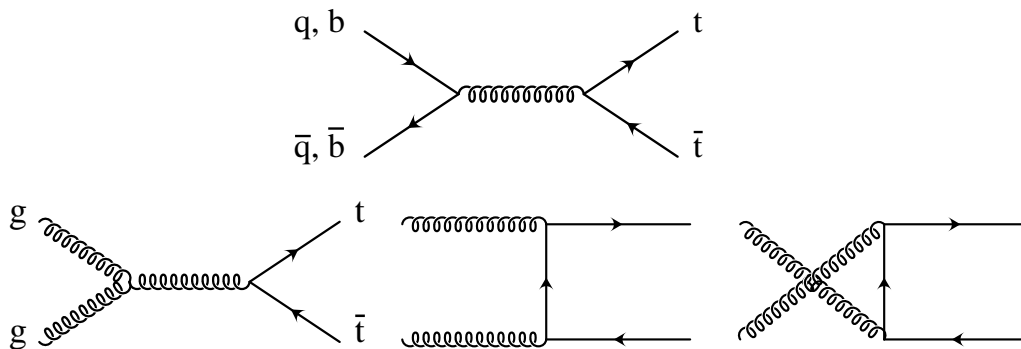 q, b t
q̄, b̄ t̄
g t
g t̄